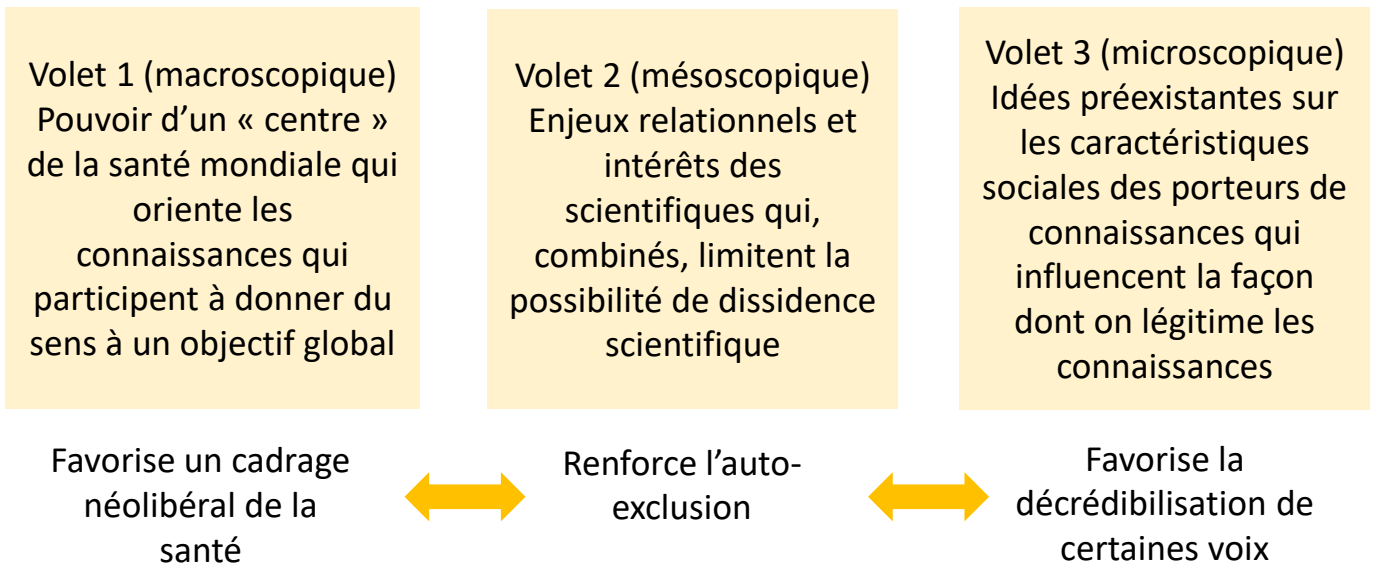 Volet 1 (macroscopique)
Pouvoir d’un « centre »
de la santé mondiale qui
oriente les
connaissances qui
participent à donner du
sens à un objectif global
Volet 2 (mésoscopique)
Enjeux relationnels et
intérêts des
scientifiques qui,
combinés, limitent la
possibilité de dissidence
scientifique
Volet 3 (microscopique)
Idées préexistantes sur
les caractéristiques
sociales des porteurs de
connaissances qui
influencent la façon
dont on légitime les
connaissances
Favorise un cadrage
néolibéral de la
santé
Renforce l’auto-
exclusion
Favorise la
décrédibilisation de
certaines voix